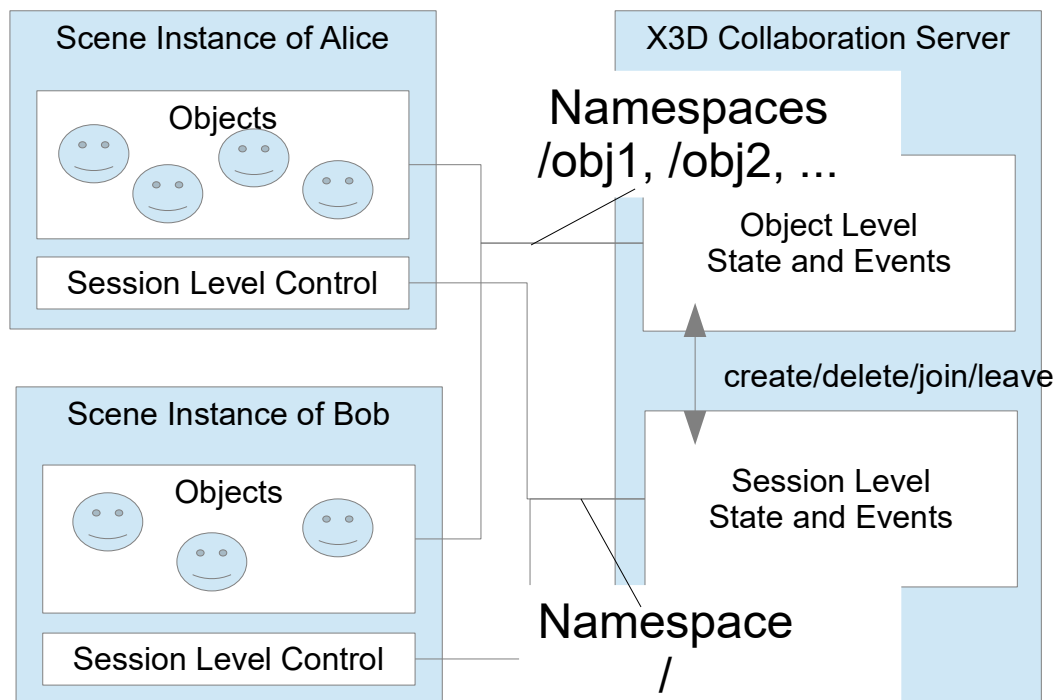 Scene Instance of Alice
Objects
Session Level Control
X3D Collaboration Server
Namespaces
/obj1, /obj2, ...
Object Level
State and Events
create/delete/join/leave
Scene Instance of Bob
Objects
Session Level Control
Session Level
State and Events
Namespace
/